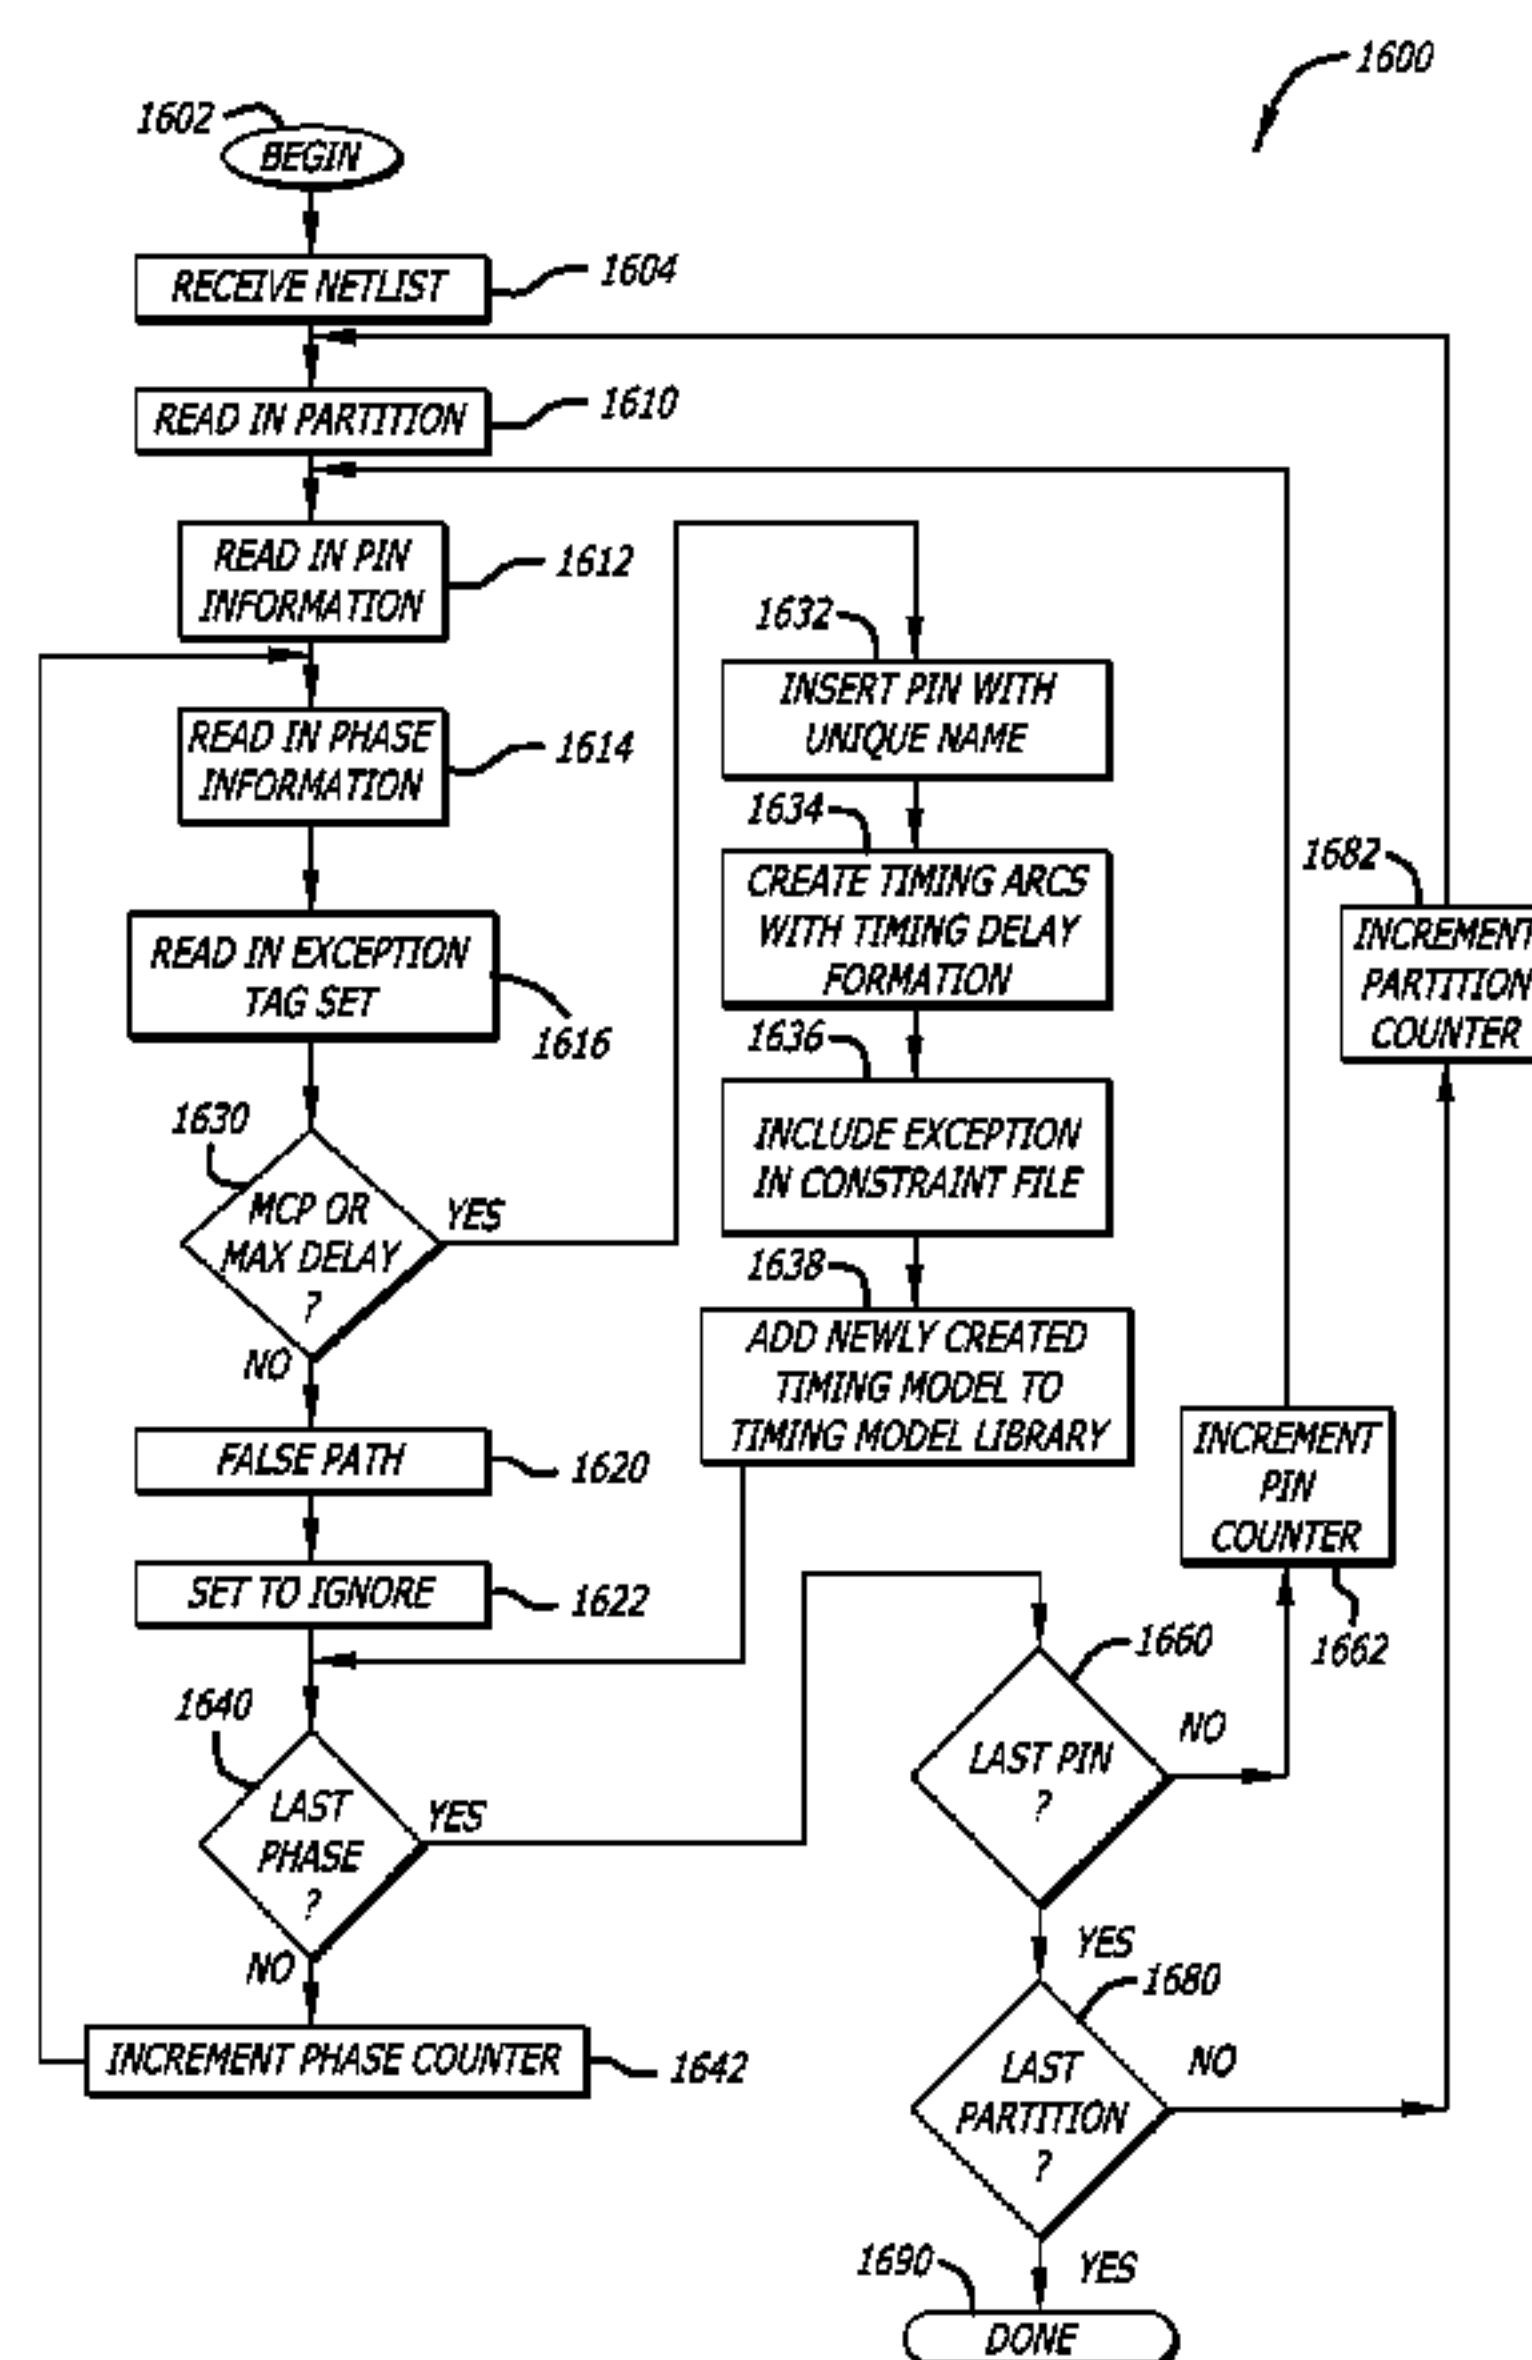 1600
1602
BEGIN
RECEIVE NETLIST
1604
READ IN PARTITION
1610
READ IN PIN
INFORMATION
1612
READ IN PHASE
INFORMATION
1614
READ IN EXCEPTION
TAG SET
1616
1630
MCP OR
MAX DELAY
?
YES
NO
FALSE PATH
1620
SET TO IGNORE
1622
1640
LAST
PHASE
?
YES
NO
INCREMENT PHASE COUNTER
1642
1632
INSERT PIN WITH
UNIQUE NAME
1634
CREATE TIMING ARCS
WITH TIMING DELAY
FORMATION
1636
INCLUDE EXCEPTION
IN CONSTRAINT FILE
1638
ADD NEWLY CREATED
TIMING MODEL TO
TIMING MODEL LIBRARY
1660
LAST PIN
?
NO
YES
INCREMENT
PIN
COUNTER
1662
1680
LAST
PARTITION
?
NO
YES
1682
INCREMENT
PARTITION
COUNTER
1690
DONE